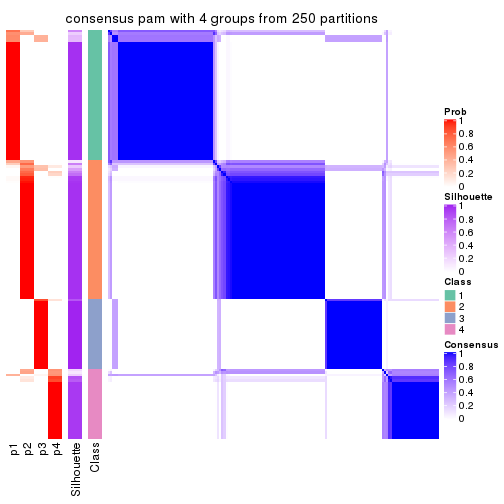 consensus pam with 4 groups from 250 partitions
Prob
1
0.8
0.6
0.4
0.2
0
Silhouette
1
0.8
0.6
0.4
0.2
0
Class
1
2
3
4
Consensus
1
0.8
0.6
0.4
0.2
0
p1
p2
p3
p4
Silhouette
Class